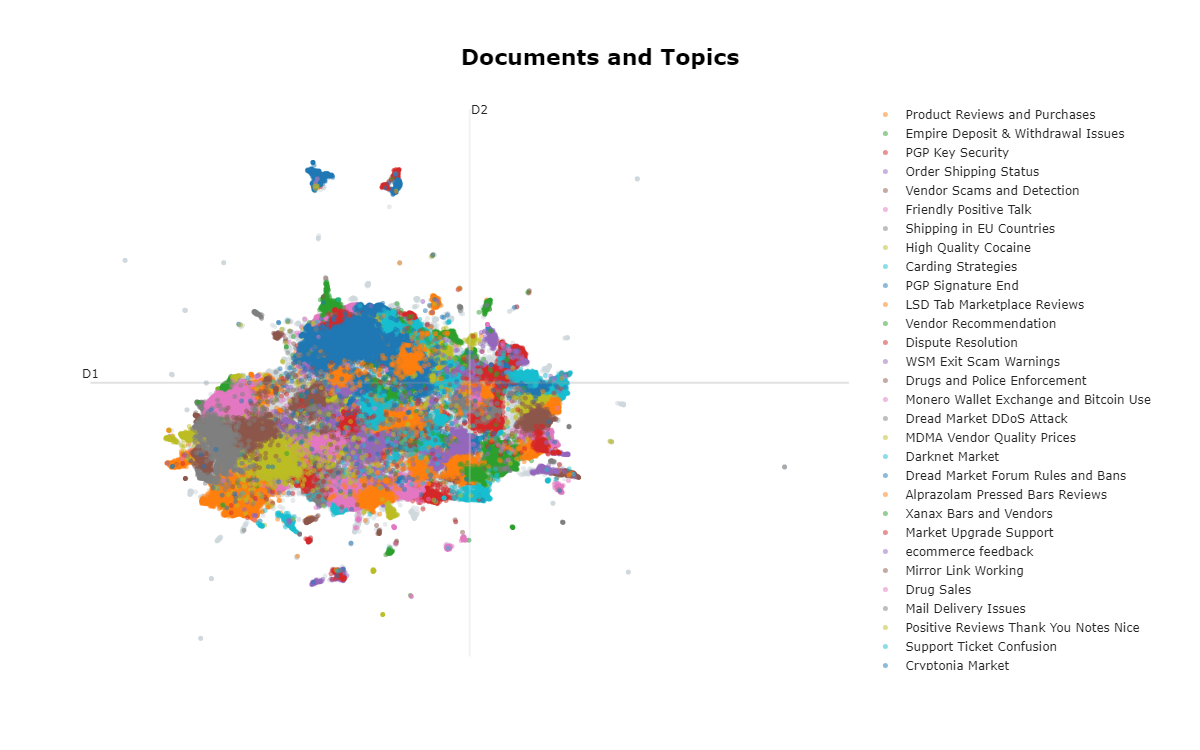 Documents and Topics
D2
D1
Product Reviews and Purchases
Empire Deposit & Withdrawal Issues
PGP Key Security
Order Shipping Status
Vendor Scams and Detection
Friendly Positive Talk
Shipping in EU Countries
High Quality Cocaine
Carding Strategies
PGP Signature End
LSD Tab Marketplace Reviews
Vendor Recommendation
Dispute Resolution
WSM Exit Scam Warnings
Drugs and Police Enforcement
Monero Wallet Exchange and Bitcoin Use
Dread Market DDoS Attack
MDMA Vendor Quality Prices
Darknet Market
Dread Market Forum Rules and Bans
Alprazolam Pressed Bars Reviews
Xanax Bars and Vendors
Market Upgrade Support
ecommerce feedback
Mirror Link Working
Drug Sales
Mail Delivery Issues
Positive Reviews Thank You Notes Nice
Support Ticket Confusion
Cryptonia Market